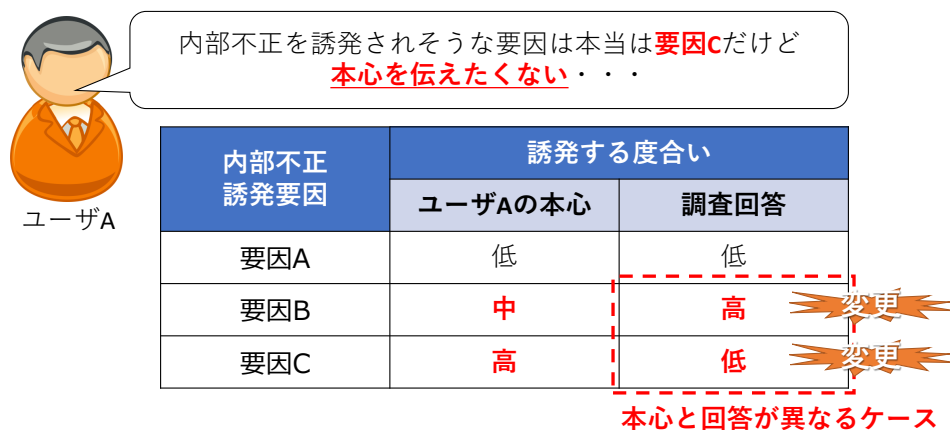 内部不正を誘発されそうな要因は本当は要因Cだけど
本心を伝えたくない・・・
ユーザA
内部不正
誘発要因
誘発する度合い
ユーザAの本心
調査回答
要因A
低
低
要因B
中
高
変更
要因C
高
低
変更
本心と回答が異なるケース